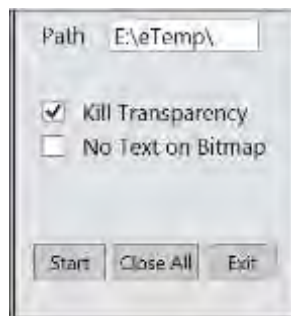 Path E:\eTemp\
Kill Transparency
No Text on Bitmap
Start Close All Exit